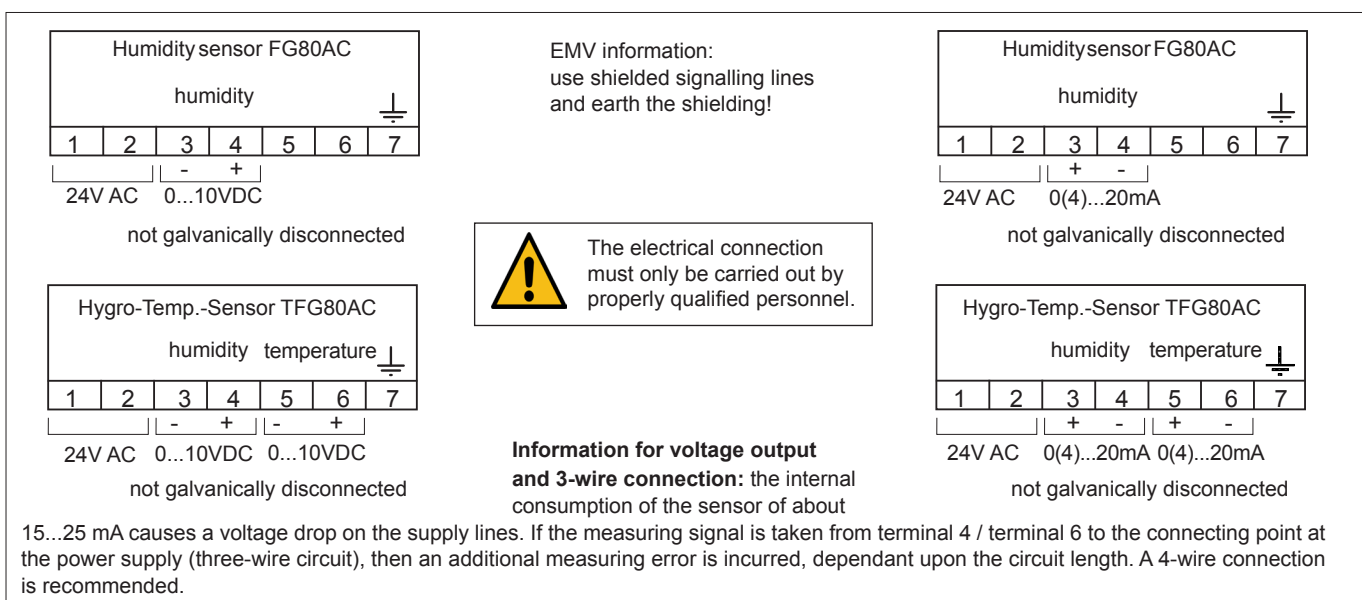 Humidity sensor FG80AC
humidity
1 2 3 4 5 6 7
- +
24V AC 0...10VDC
not galvanically disconnected
EMV information:
use shielded signalling lines
and earth the shielding!
Humidity sensor FG80AC
humidity
1 2 3 4 5 6 7
+ -
24V AC 0(4)...20mA
not galvanically disconnected
The electrical connection
must only be carried out by
properly qualified personnel.
Hygro-Temp.-Sensor TFG80AC
humidity temperature
1 2 3 4 5 6 7
- + - +
24V AC 0...10VDC 0...10VDC
not galvanically disconnected
Hygro-Temp.-Sensor TFG80AC
humidity temperature
1 2 3 4 5 6 7
+ - + -
24V AC 0(4)...20mA 0(4)...20mA
not galvanically disconnected
Information for voltage output
and 3-wire connection: the internal
consumption of the sensor of about
15...25 mA causes a voltage drop on the supply lines. If the measuring signal is taken from terminal 4 / terminal 6 to the connecting point at
the power supply (three-wire circuit), then an additional measuring error is incurred, dependant upon the circuit length. A 4-wire connection
is recommended.